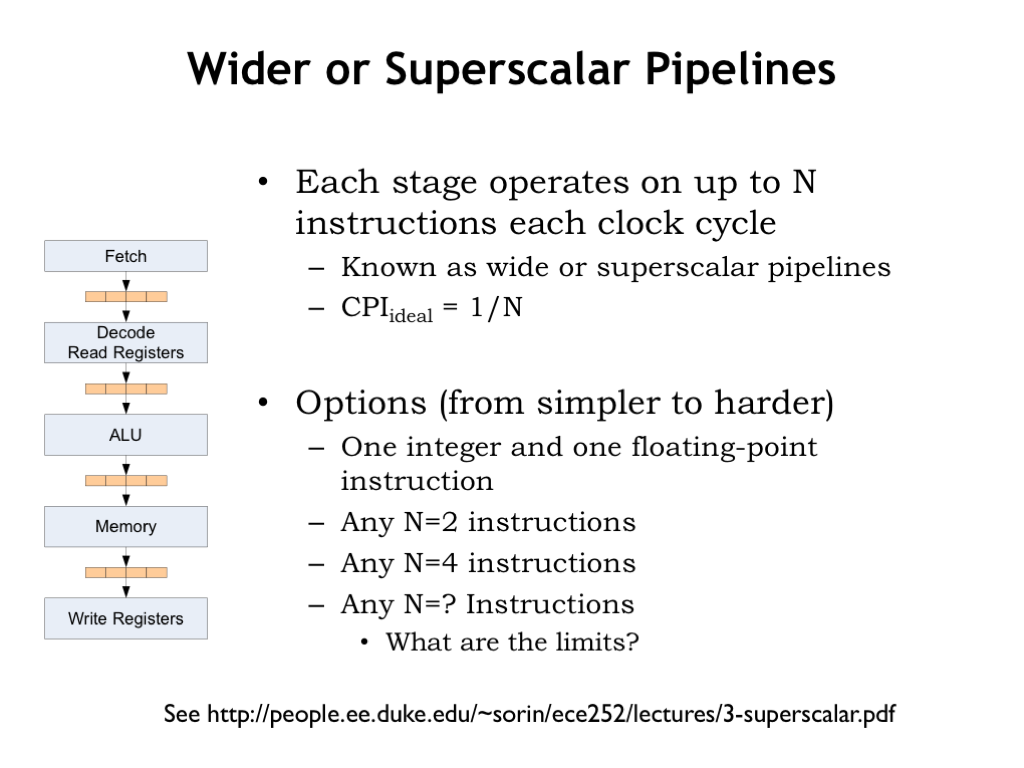 Wider or Superscalar Pipelines
• Each stage operates on up to N
instructions each clock cycle
– Known as wide or superscalar pipelines
– CPIideal = 1/N
• Options (from simpler to harder)
– One integer and one floating-point
instruction
– Any N=2 instructions
– Any N=4 instructions
– Any N=? Instructions
• What are the limits?
Fetch
Decode
Read Registers
ALU
Memory
Write Registers
See http://people.ee.duke.edu/~sorin/ece252/lectures/3-superscalar.pdf